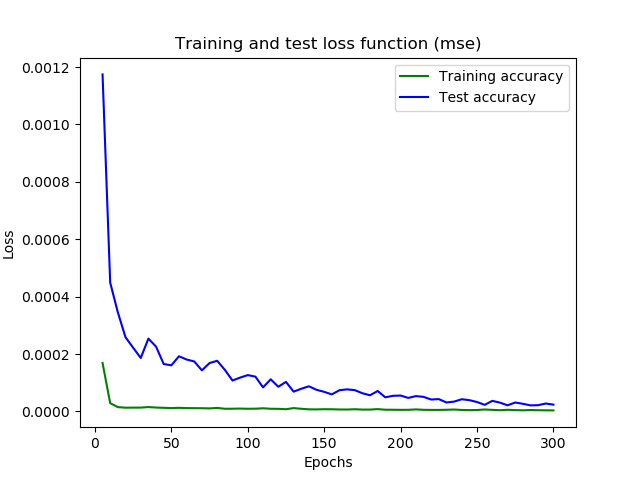 Training and test loss function (mse)
Training accuracy
Test accuracy
Loss
0.0012
0.0010
0.0008
0.0006
0.0004
0.0002
0.0000
0 50 100 150 200 250 300
Epochs